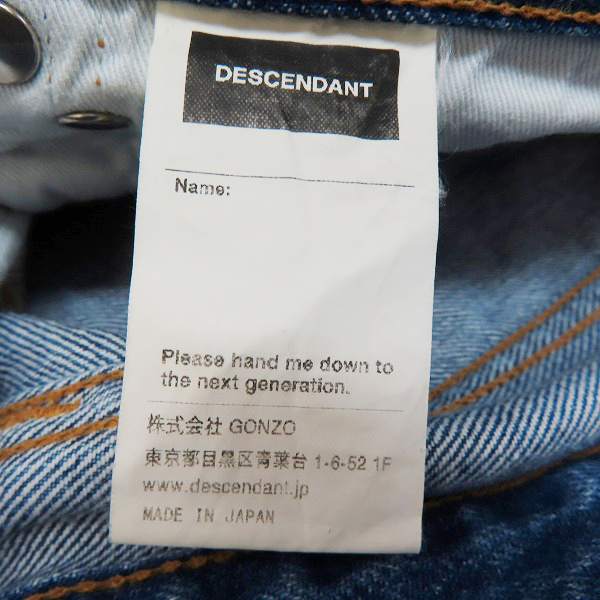 DESCENDANT
Name:
Please hand me down to
the next generation.
株式会社 GONZO
東京都目黒区青葉台 1-6-52 1F
www.descendant.jp
MADE IN JAPAN